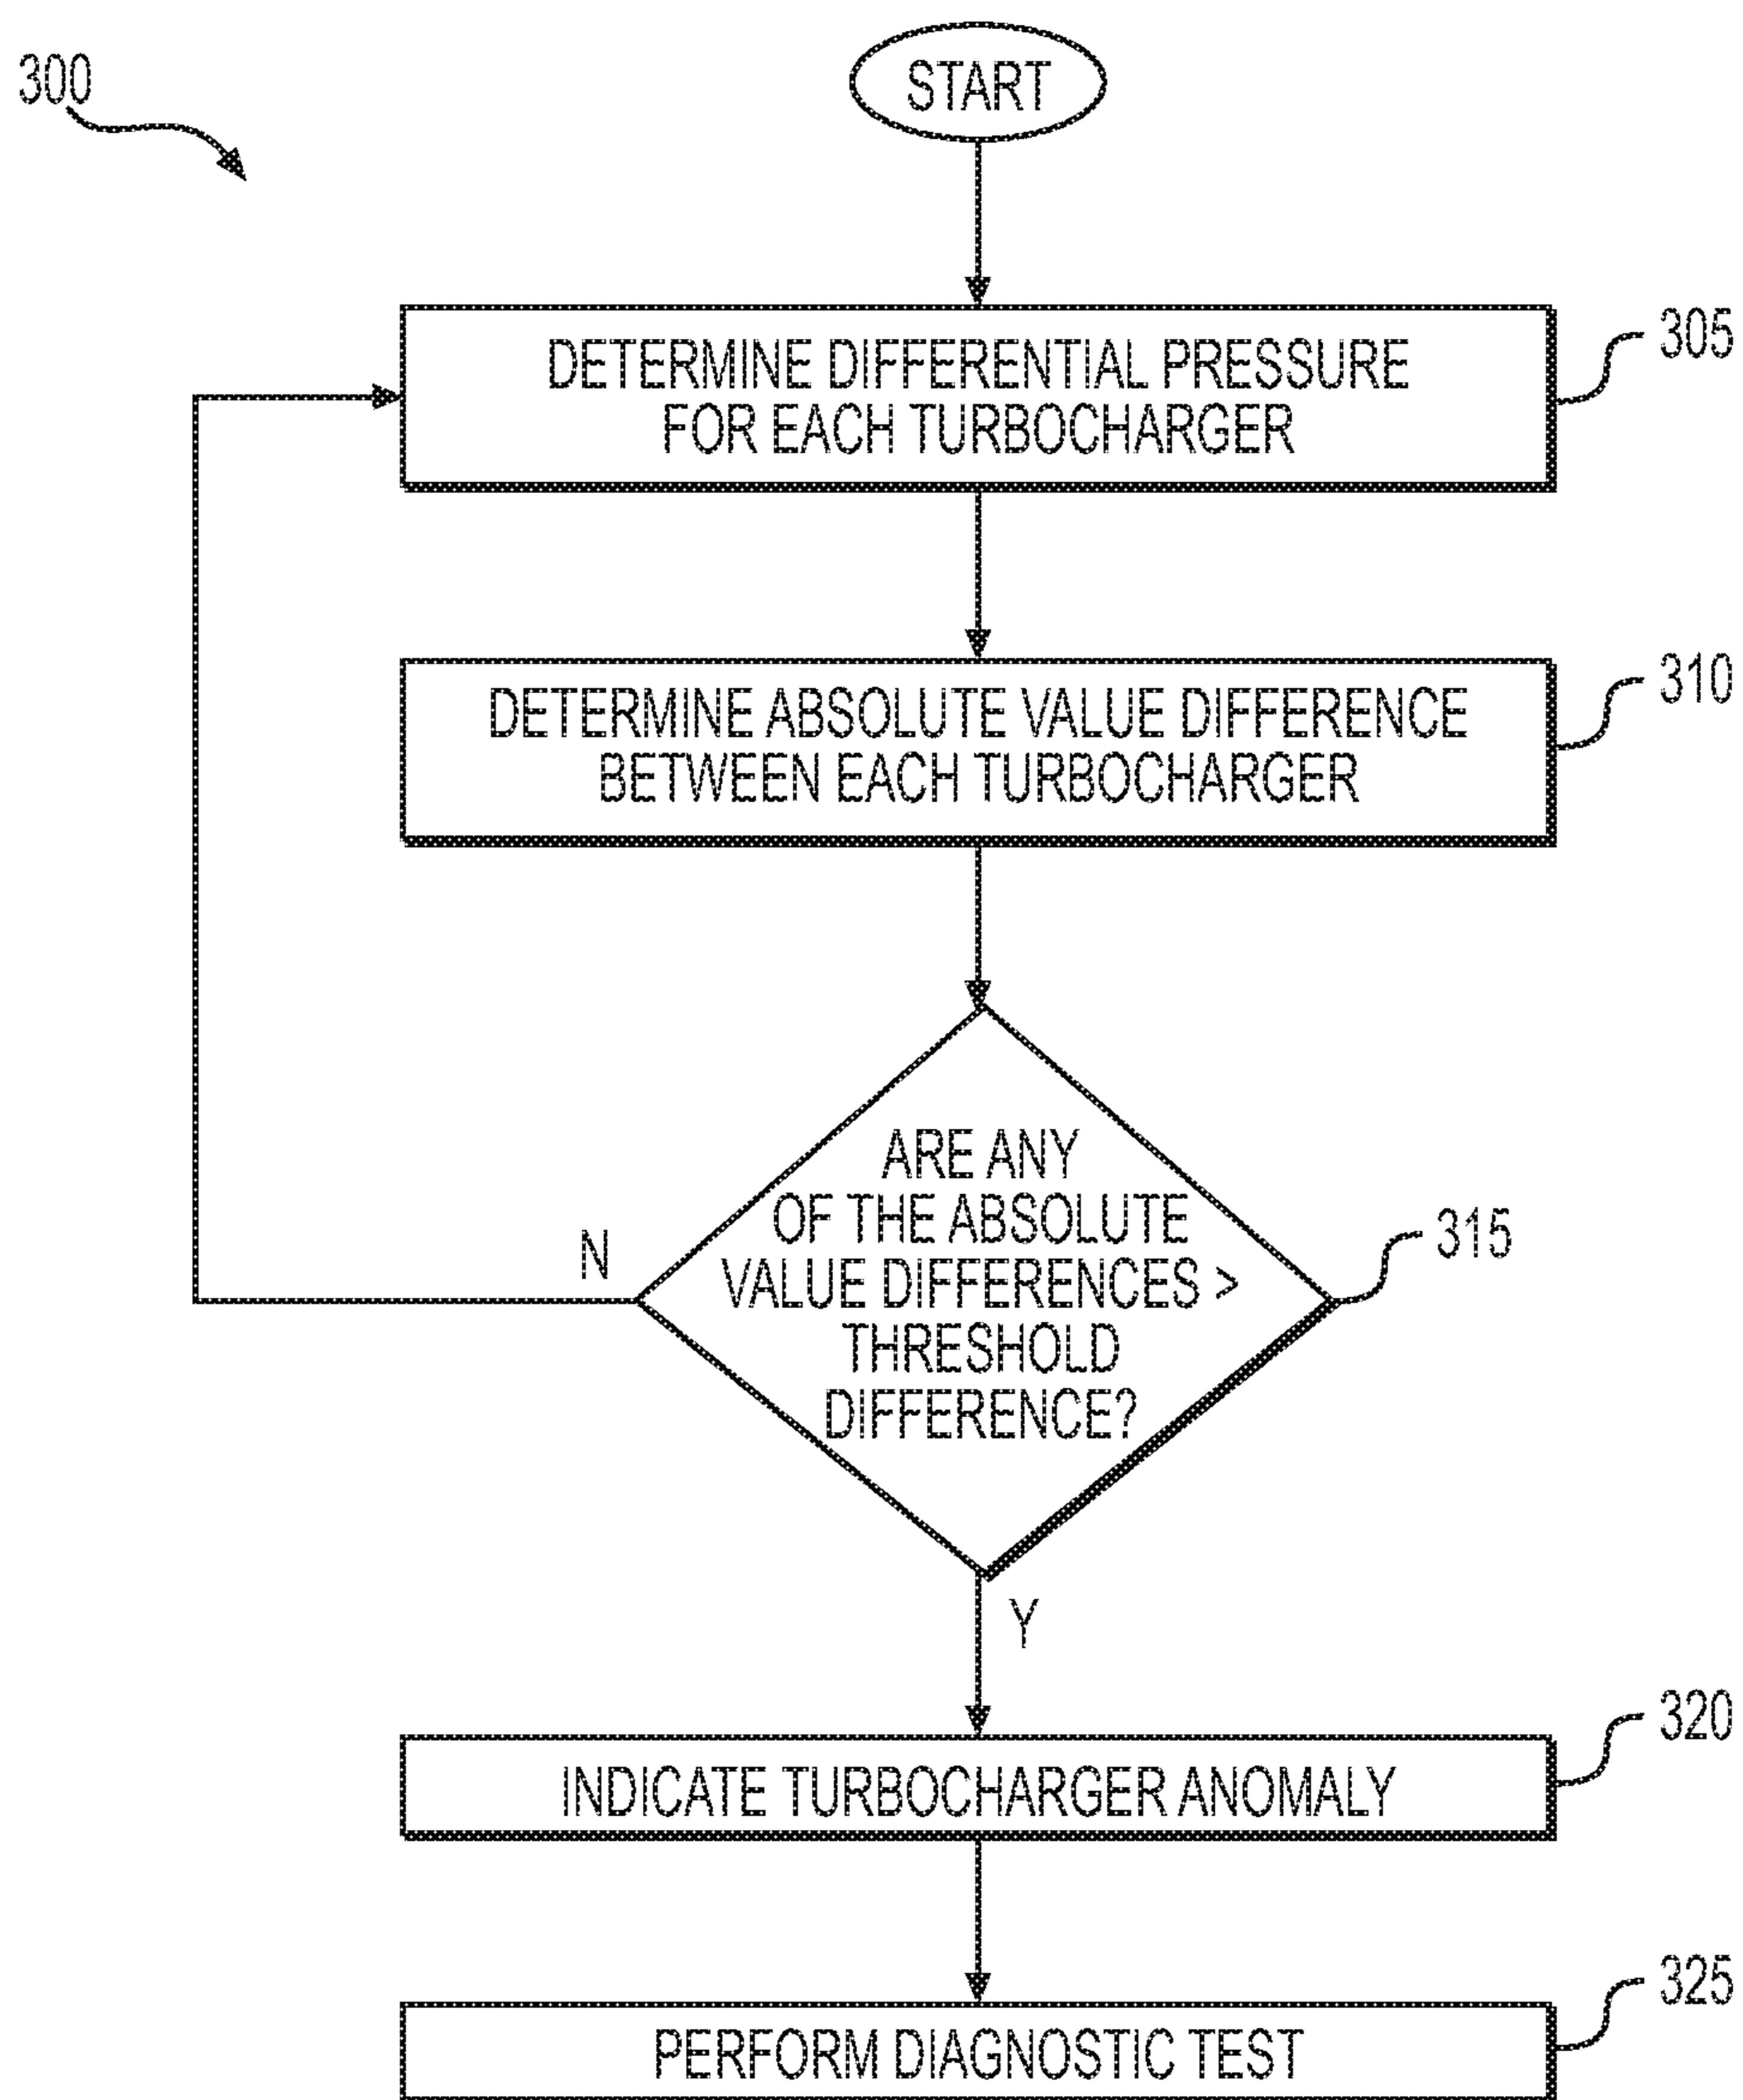 300
START
DETERMINE DIFFERENTIAL PRESSURE
FOR EACH TURBOCHARGER
305
DETERMINE ABSOLUTE VALUE DIFFERENCE
BETWEEN EACH TURBOCHARGER
310
ARE ANY
OF THE ABSOLUTE
VALUE DIFFERENCES >
THRESHOLD
DIFFERENCE?
315
N
Y
INDICATE TURBOCHARGER ANOMALY
320
PERFORM DIAGNOSTIC TEST
325